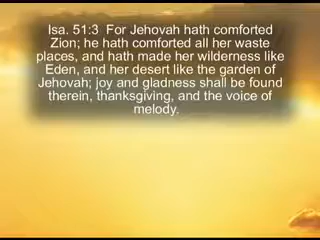 Isa. 51:3  For Jehovah hath comforted
Zion; he hath comforted all her waste
places, and hath made her wilderness like
Eden, and her desert like the garden of
Jehovah; joy and gladness shall be found
therein, thanksgiving, and the voice of
melody.